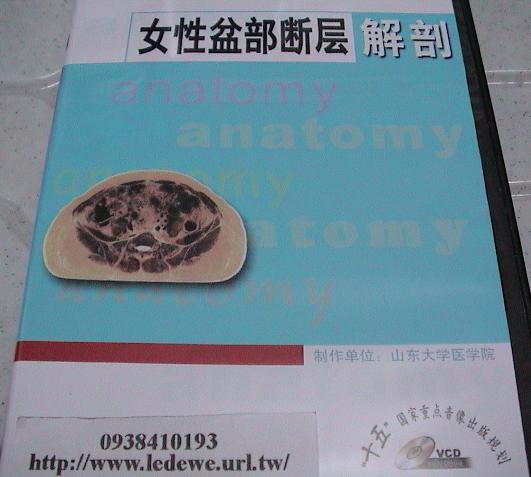 女性盆部断层 解剖
anatomy
anatomy
anatomy
anatomy
anatomy
制作单位：山东大学医学院
"十五"国家重点音像出版规划
VCD
0938410193
http://www.ledewe.url.tw/